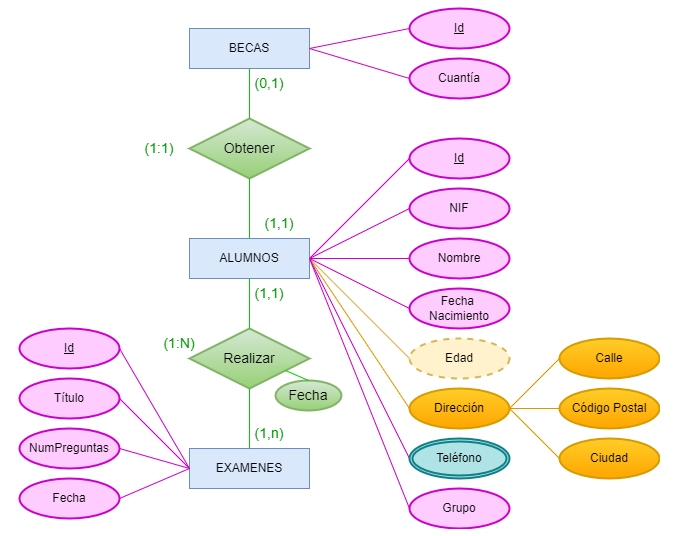 Id
BECAS
Cuantía
(0,1)
(1:1)
Obtener
Id
NIF
(1,1)
ALUMNOS
Nombre
(1,1)
Fecha
Nacimiento
(1:N)
Id
Realizar
Edad
Calle
Título
Fecha
Dirección
Código Postal
(1,n)
NumPreguntas
Teléfono
Ciudad
EXAMENES
Fecha
Grupo